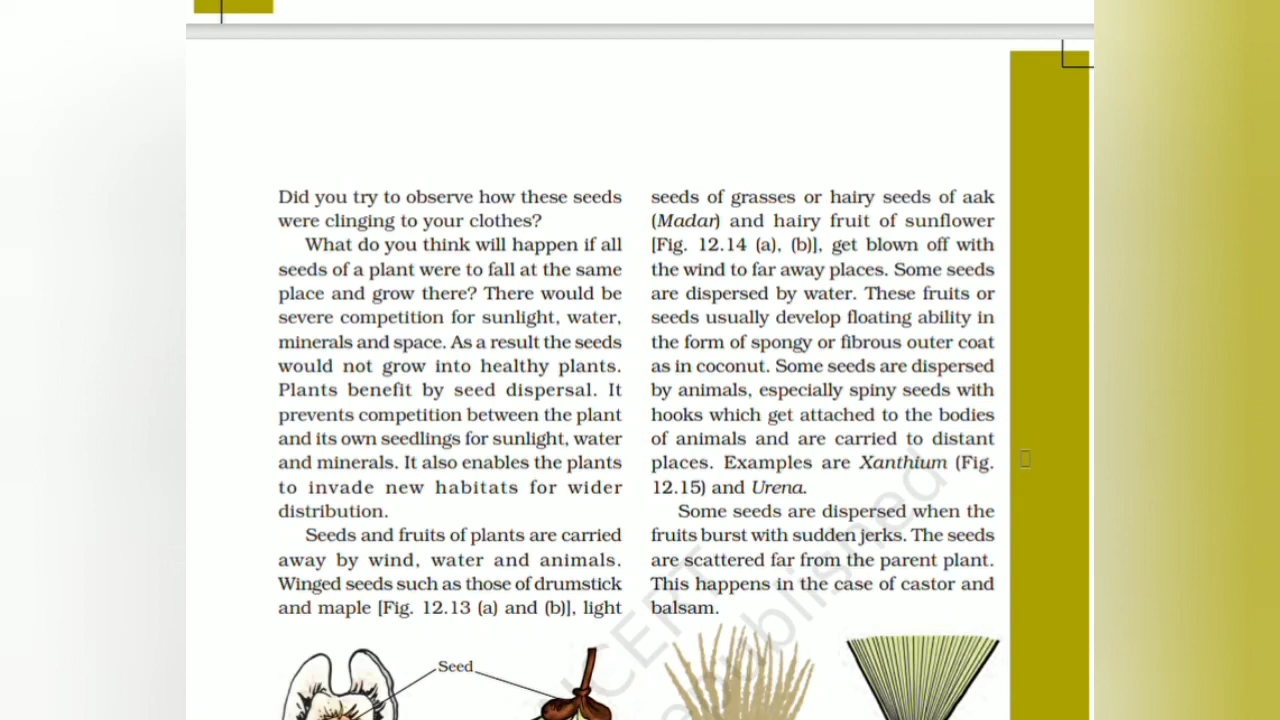 Did you try to observe how these seeds
were clinging to your clothes?
What do you think will happen if all
seeds of a plant were to fall at the same
place and grow there? There would be
severe competition for sunlight, water,
minerals and space. As a result the seeds
would not grow into healthy plants.
Plants benefit by seed dispersal. It
prevents competition between the plant
and its own seedlings for sunlight, water
and minerals. It also enables the plants
to invade new habitats for wider
distribution.
Seeds and fruits of plants are carried
away by wind, water and animals.
Winged seeds such as those of drumstick
and maple [Fig. 12.13 (a) and (b)], light
seeds of grasses or hairy seeds of aak
(Madar) and hairy fruit of sunflower
[Fig. 12.14 (a), (b)], get blown off with
the wind to far away places. Some seeds
are dispersed by water. These fruits or
seeds usually develop floating ability in
the form of spongy or fibrous outer coat
as in coconut. Some seeds are dispersed
by animals, especially spiny seeds with
hooks which get attached to the bodies
of animals and are carried to distant
places. Examples are Xanthium (Fig.
12.15) and Urena.
Some seeds are dispersed when the
fruits burst with sudden jerks. The seeds
are scattered far from the parent plant.
This happens in the case of castor and
balsam.
Seed